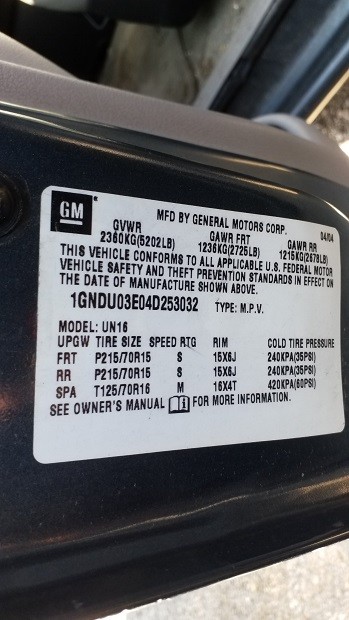 GM
MFD BY GENERAL MOTORS CORP. 04/04
GVWR GAWR FRT GAWR RR
2360KG(5202LB) 1236KG(2725LB) 1215KG(2678LB)
THIS VEHICLE CONFORMS TO ALL APPLICABLE U.S. FEDERAL MOTOR
VEHICLE SAFETY AND THEFT PREVENTION STANDARDS IN EFFECT ON
THE DATE OF MANUFACTURE SHOWN ABOVE.
1GNDU03E04D253032 TYPE: M.P.V.
MODEL: UN16
UPGW TIRE SIZE SPEED RTG RIM COLD TIRE PRESSURE
FRT P215/70R15 S 15X6J 240KPA(35PSI)
RR P215/70R15 S 15X6J 240KPA(35PSI)
SPA T125/70R16 M 16X4T 420KPA(60PSI)
SEE OWNER'S MANUAL FOR MORE INFORMATION.